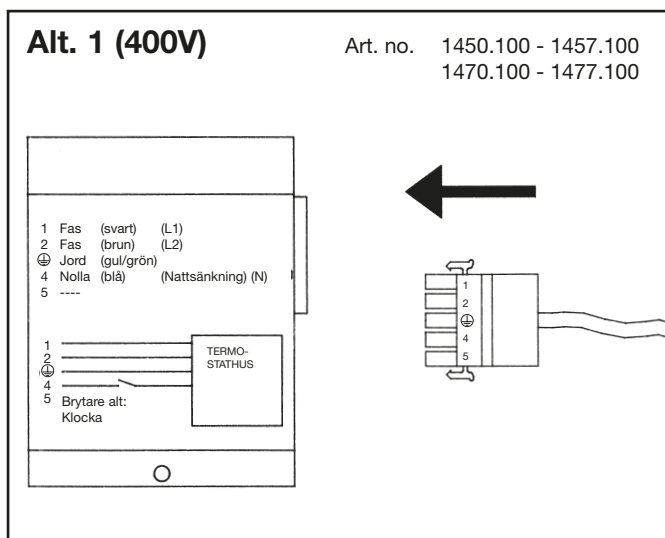 Alt. 1 (400V)
Art. no. 1450.100 - 1457.100
1470.100 - 1477.100
1 Fas (svart) (L1)
2 Fas (brun) (L2)
⏚ Jord (gul/grön)
4 Nolla (blå) (Nattsänkning) (N)
5 ----
1
2
⏚
4
5 Brytare alt:
Klocka
TERMO-
STATHUS
1
2
⏚
4
5